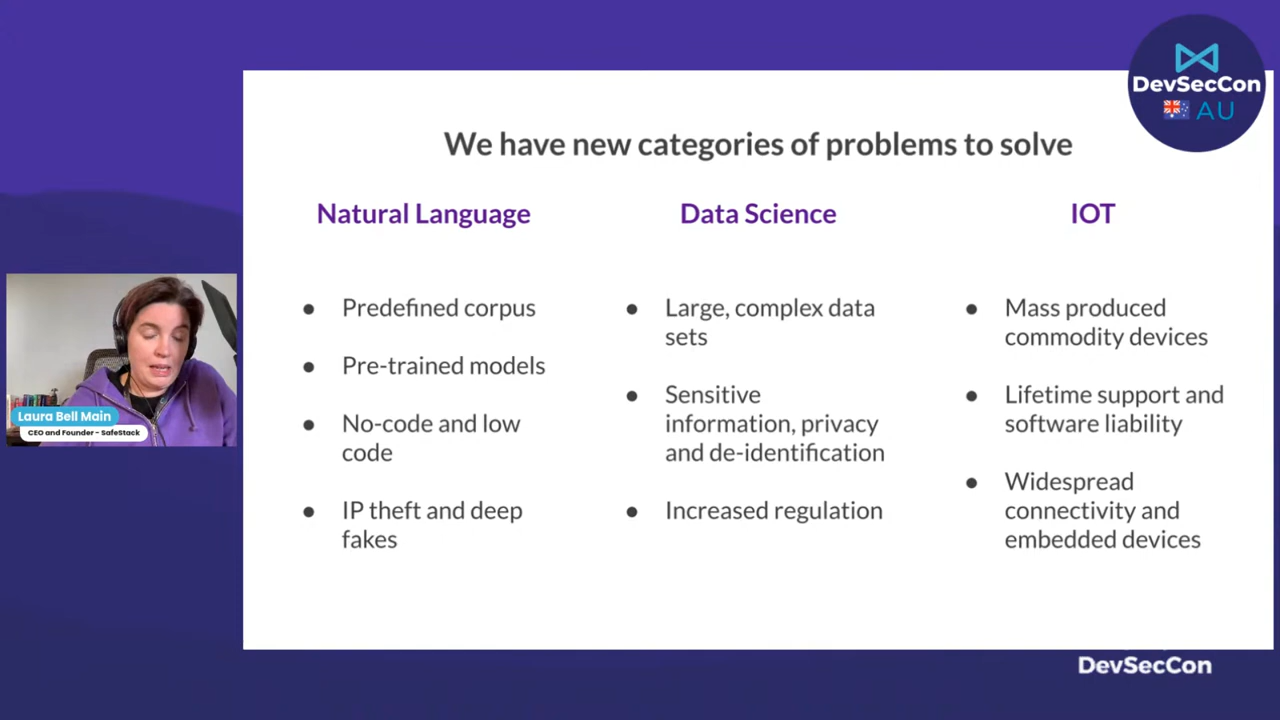 DevSecCon
AU
We have new categories of problems to solve
Natural Language
Predefined corpus
Pre-trained models
No-code and low
code
IP theft and deep
fakes
Data Science
Large, complex data
sets
Sensitive
information, privacy
and de-identification
Increased regulation
IOT
Mass produced
commodity devices
Lifetime support and
software liability
Widespread
connectivity and
embedded devices
Laura Bell Main
CEO and Founder - SafeStack
DevSecCon